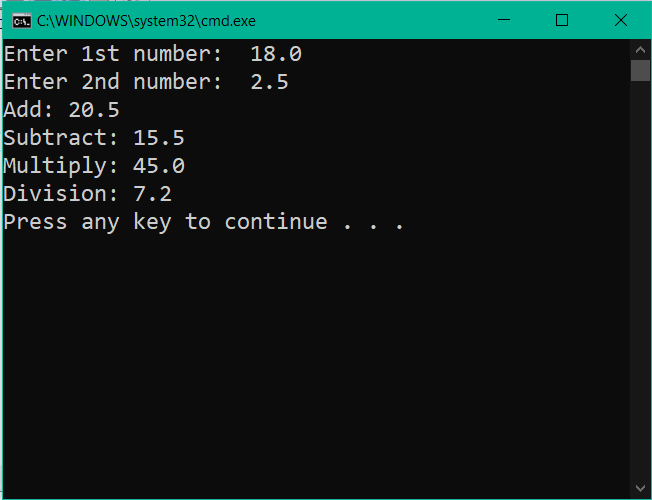 C:\WINDOWS\system32\cmd.exe
Enter 1st number:  18.0
Enter 2nd number:  2.5
Add: 20.5
Subtract: 15.5
Multiply: 45.0
Division: 7.2
Press any key to continue . . .